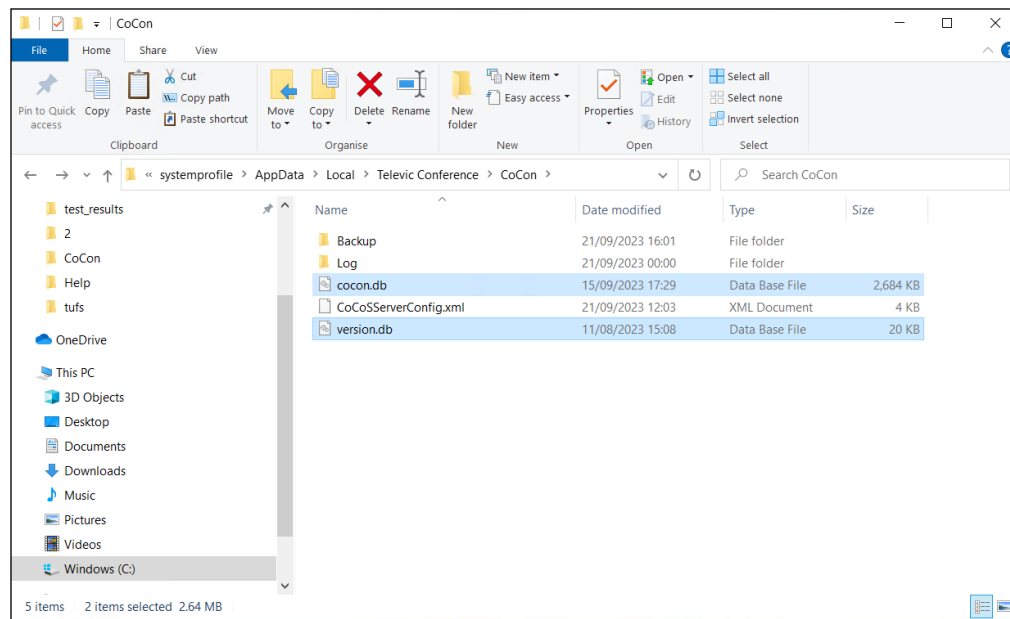 CoCon
File Home Share View
Pin to Quick access
Copy
Paste
Cut
Copy path
Paste shortcut
Clipboard
Move to
Copy to
Delete
Rename
Organise
New folder
New item
Easy access
New
Properties
Open
Edit
History
Open
Select all
Select none
Invert selection
Select
« systemprofile > AppData > Local > Televic Conference > CoCon >
Search CoCon
test_results
2
CoCon
Help
tufs
OneDrive
This PC
3D Objects
Desktop
Documents
Downloads
Music
Pictures
Videos
Windows (C:)
Name Date modified Type Size
Backup 21/09/2023 16:01 File folder
Log 21/09/2023 00:00 File folder
cocon.db 15/09/2023 17:29 Data Base File 2,684 KB
CoCoSServerConfig.xml 21/09/2023 12:03 XML Document 4 KB
version.db 11/08/2023 15:08 Data Base File 20 KB
5 items 2 items selected 2.64 MB